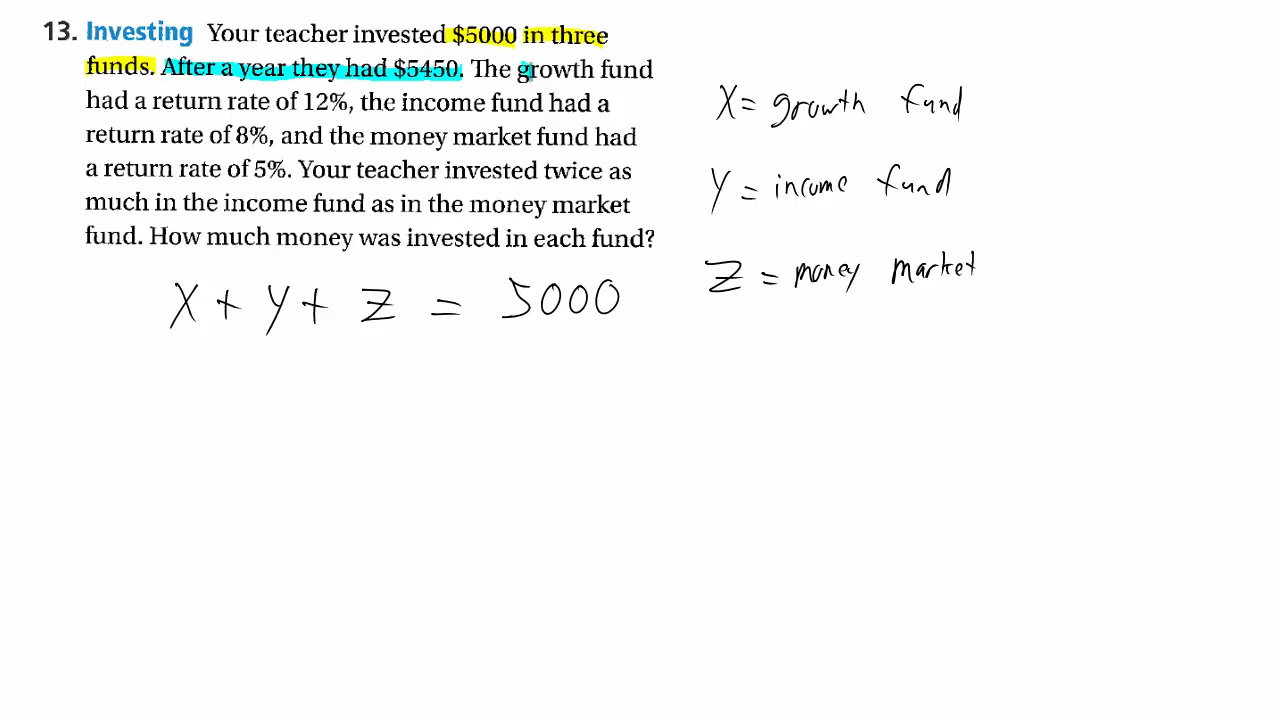 13. Investing Your teacher invested $5000 in three
funds. After a year they had $5450. The growth fund
had a return rate of 12%, the income fund had a
return rate of 8%, and the money market fund had
a return rate of 5%. Your teacher invested twice as
much in the income fund as in the money market
fund. How much money was invested in each fund?
X = growth fund
Y = income fund
Z = money market
X + Y + Z = 5000